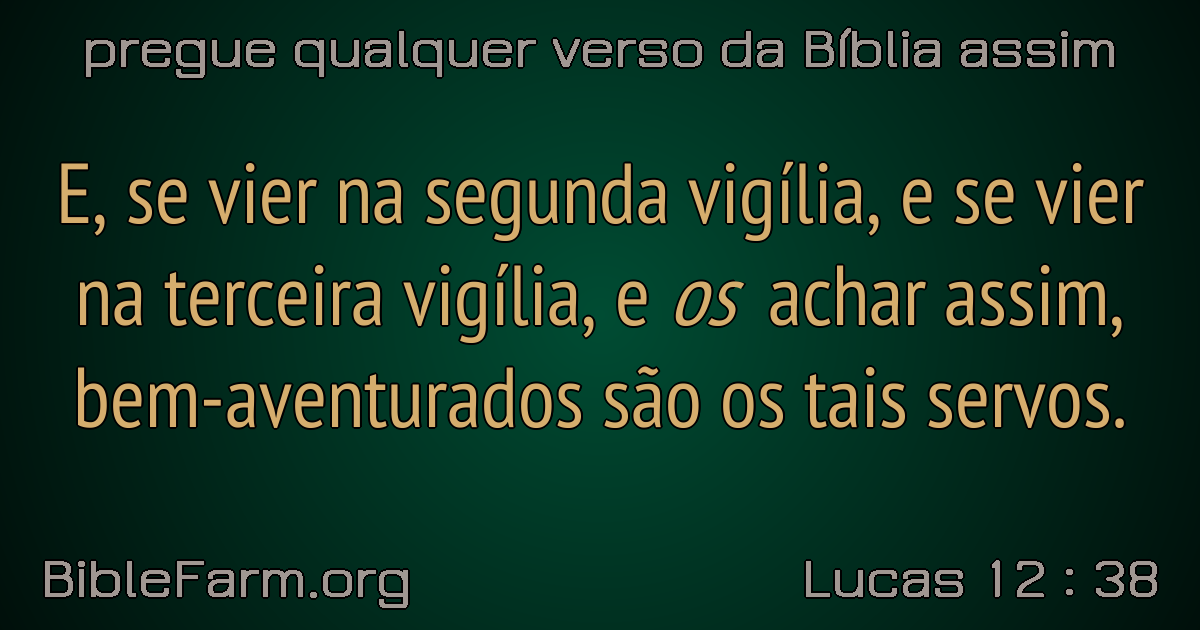 pregue qualquer verso da Bíblia assim
E, se vier na segunda vigília, e se vier
na terceira vigília, e os achar assim,
bem-aventurados são os tais servos.
BibleFarm.org
Lucas 12 : 38